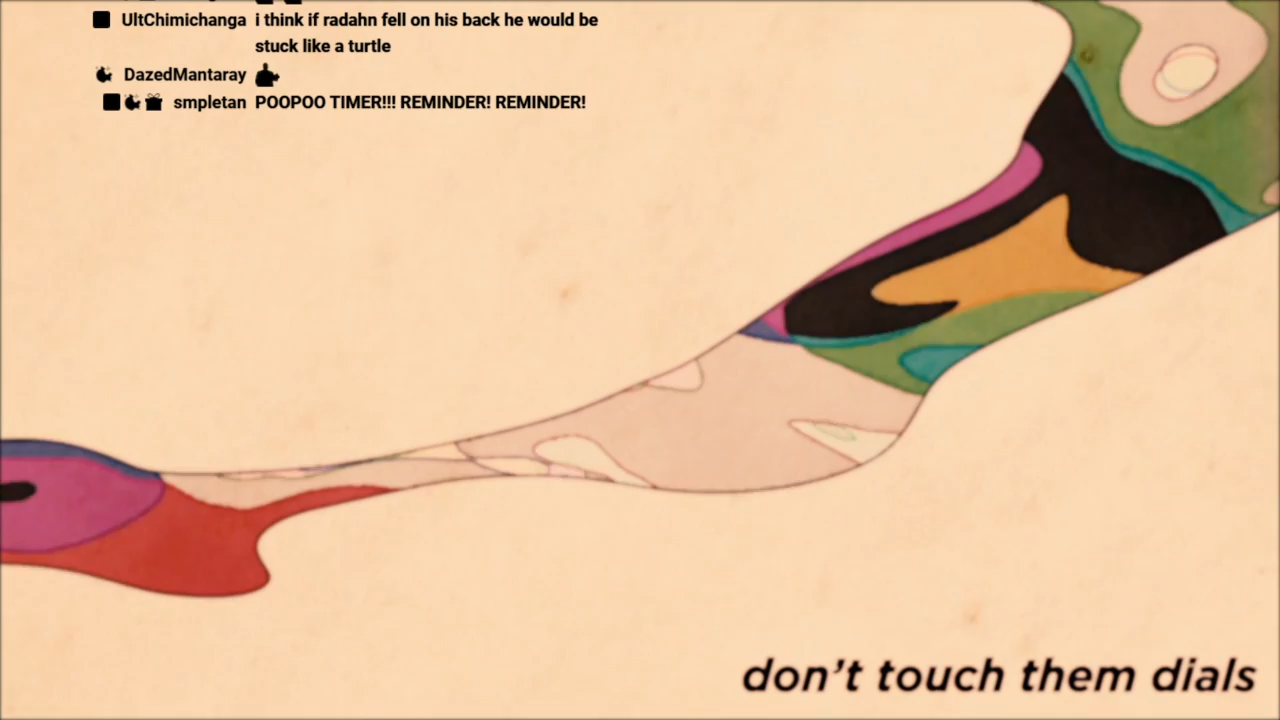 UltChimichanga i think if radahn fell on his back he would be
stuck like a turtle
DazedMantaray
smpletan POOPOO TIMER!!! REMINDER! REMINDER!
don't touch them dials